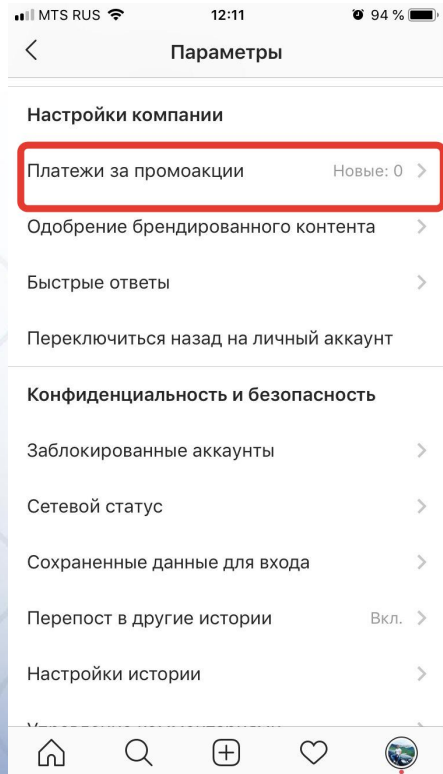 MTS RUS 12:11 94 %
Параметры
Настройки компании
Платежи за промоакции Новые: 0
Одобрение брендированного контента
Быстрые ответы
Переключиться назад на личный аккаунт
Конфиденциальность и безопасность
Заблокированные аккаунты
Сетевой статус
Сохраненные данные для входа
Перепост в другие истории Вкл.
Настройки истории